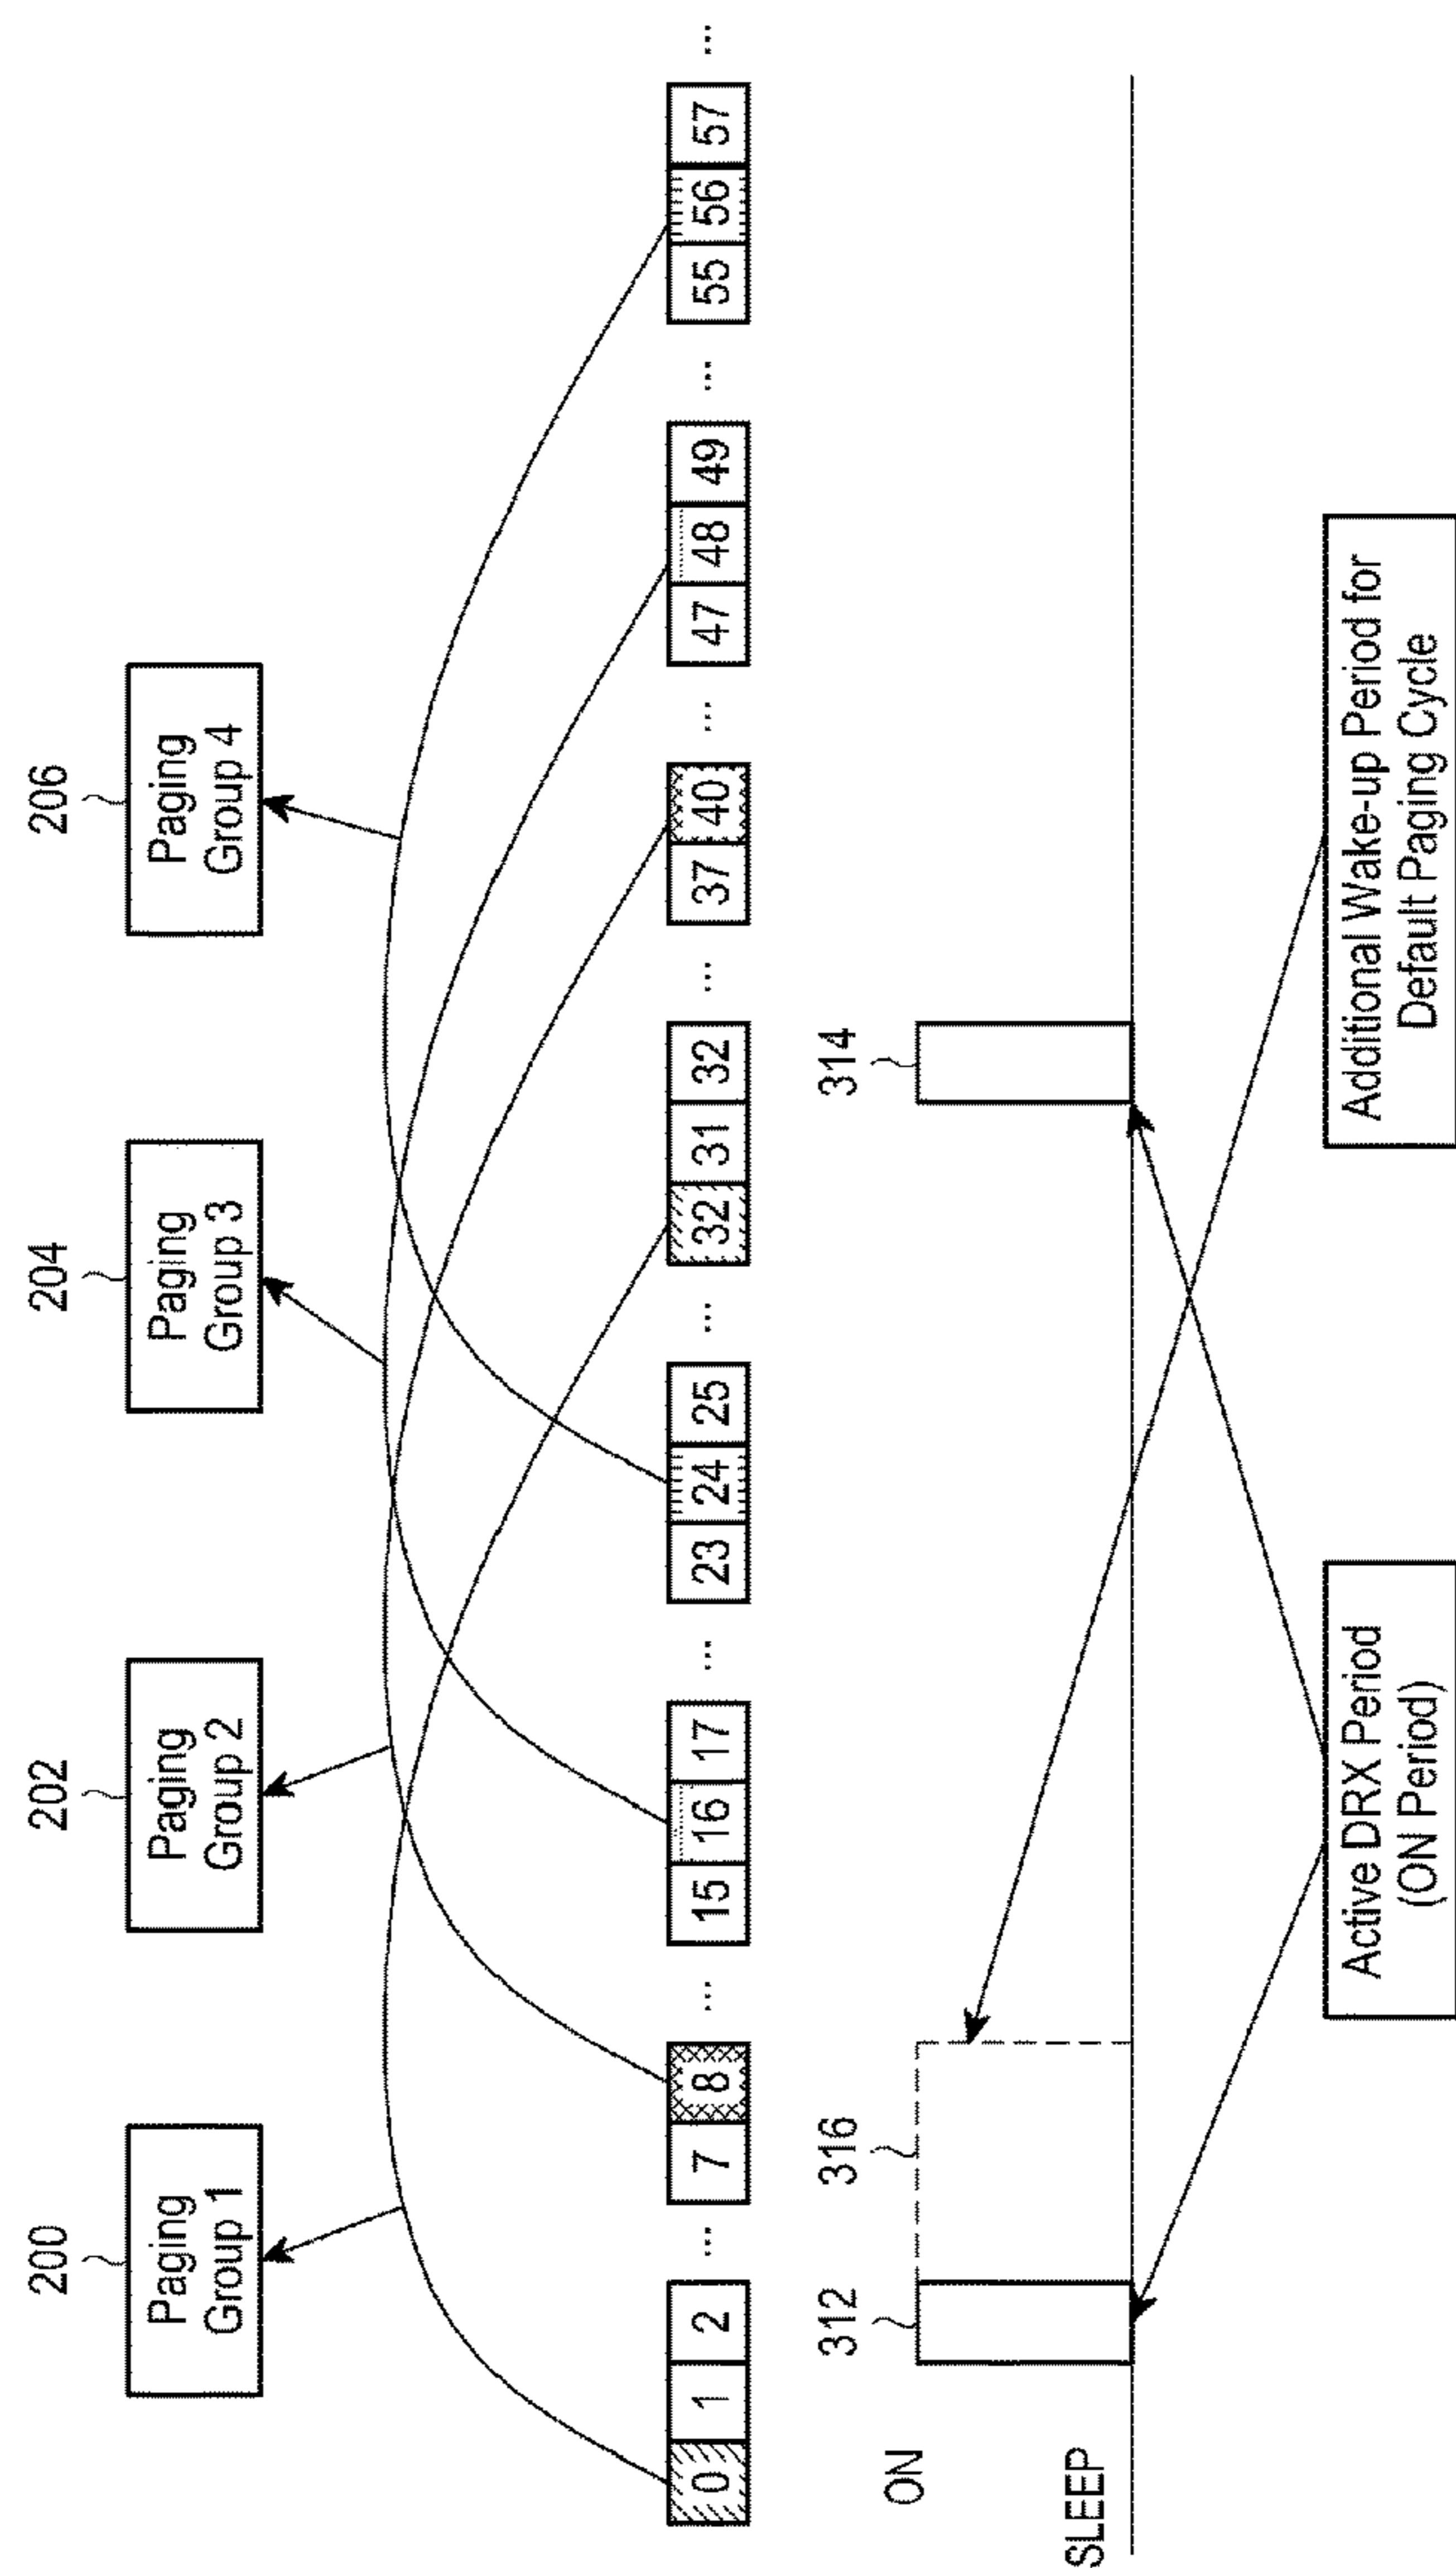 200
202
204
206
Paging
Group 1
Paging
Group 2
Paging
Group 3
Paging
Group 4
0 1 2 ... 7 8 ... 15 16 17 ... 23 24 25 ... 32 31 32 ... 37 40 ... 47 48 49 ... 55 56 57 ...
312
316
314
ON
SLEEP
Active DRX Period
(ON Period)
Additional Wake-up Period for
Default Paging Cycle